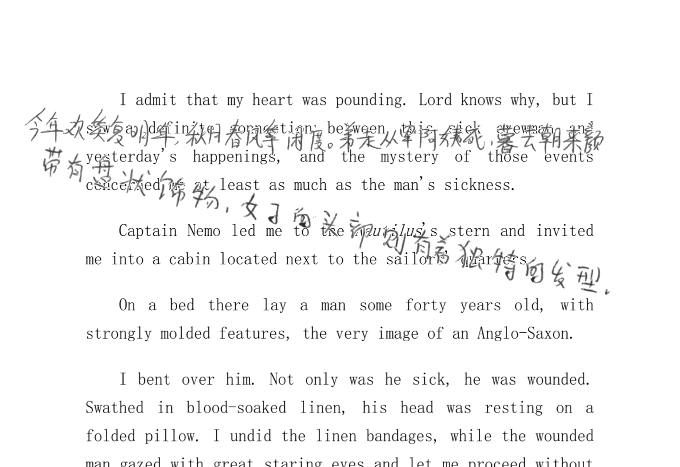 I admit that my heart was pounding. Lord knows why, but I
今年欢笑复明年,秋月春风等闲度。弟走从军阿姨死,暮去朝来颜
saw a definite connection between this sick crewman and
yesterday's happenings, and the mystery of those events
带有状饰物,女子的头部则有着独特的发型.
concerned me at least as much as the man's sickness.
Captain Nemo led me to the Nautilus's stern and invited
me into a cabin located next to the sailors' quarters.
On a bed there lay a man some forty years old, with
strongly molded features, the very image of an Anglo-Saxon.
I bent over him. Not only was he sick, he was wounded.
Swathed in blood-soaked linen, his head was resting on a
folded pillow. I undid the linen bandages, while the wounded
man gazed with great staring eyes and let me proceed without